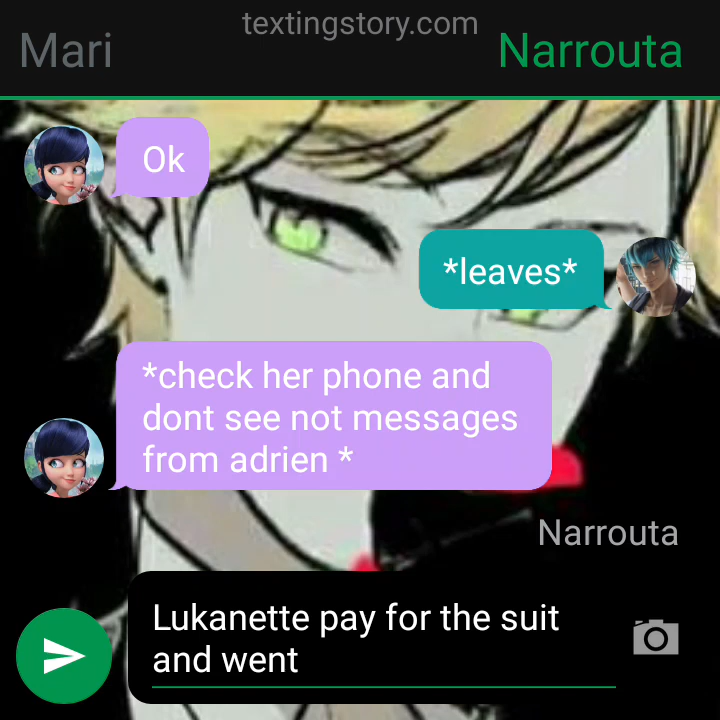 textingstory.com
Mari
Narrouta
Ok
*leaves*
*check her phone and
dont see not messages
from adrien *
Narrouta
Lukanette pay for the suit
and went